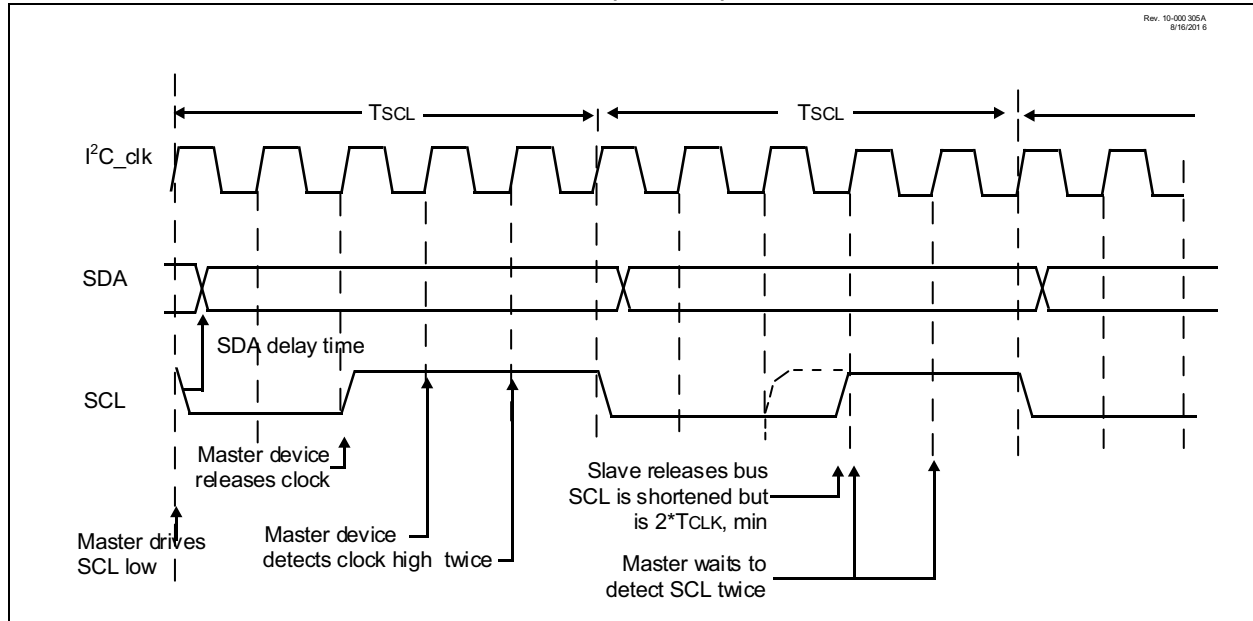 Rev. 10-000 305A
8/16/201 6
TSCL
TSCL
I²C_clk
SDA
SDA delay time
SCL
Master device
releases clock
Slave releases bus
SCL is shortened but
is 2*TCLK, min
Master drives
SCL low
Master device
detects clock high twice
Master waits to
detect SCL twice